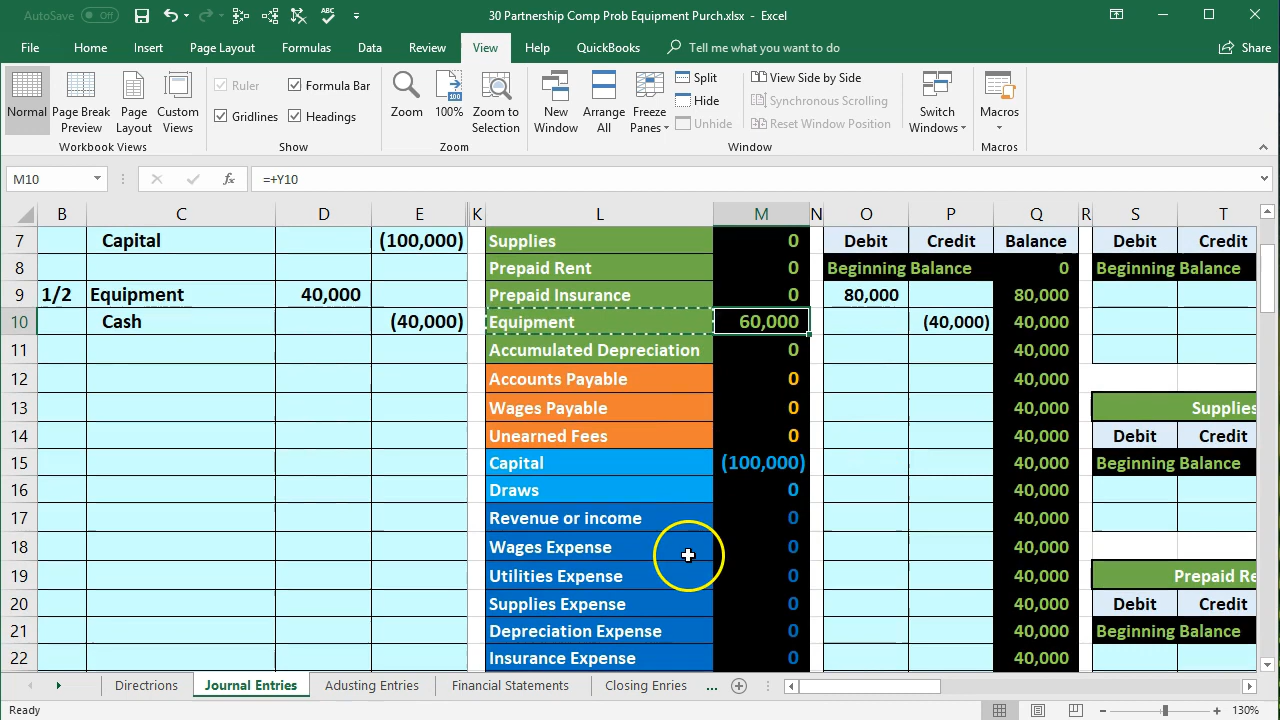 AutoSave Off 30 Partnership Comp Prob Equipment Purch.xlsx - Excel
File Home Insert Page Layout Formulas Data Review View Help QuickBooks Tell me what you want to do Share
Normal Page Break Preview Page Layout Custom Views
Ruler Formula Bar
Gridlines Headings
Zoom 100% Zoom to Selection
New Window Arrange All Freeze Panes
Split
Hide
Unhide
View Side by Side
Synchronous Scrolling
Reset Window Position
Switch Windows Macros
Workbook Views Show Zoom Window Macros
M10 fx =+Y10
B C D E K L M N O P Q R S T
7 Capital (100,000) Supplies 0 Debit Credit Balance Debit Credit
8 Prepaid Rent 0 Beginning Balance 0 Beginning Balance
9 1/2 Equipment 40,000 Prepaid Insurance 0 80,000 80,000
10 Cash (40,000) Equipment 60,000 (40,000) 40,000
11 Accumulated Depreciation 0 40,000
12 Accounts Payable 0 40,000
13 Wages Payable 0 40,000 Supplies
14 Unearned Fees 0 40,000 Debit Credit
15 Capital (100,000) 40,000 Beginning Balance
16 Draws 0 40,000
17 Revenue or income 0 40,000
18 Wages Expense 0 40,000
19 Utilities Expense 0 40,000 Prepaid Re
20 Supplies Expense 0 40,000 Debit Credit
21 Depreciation Expense 0 40,000 Beginning Balance
22 Insurance Expense 0 40,000
Directions Journal Entries Adusting Entries Financial Statements Closing Enries ...
Ready 130%